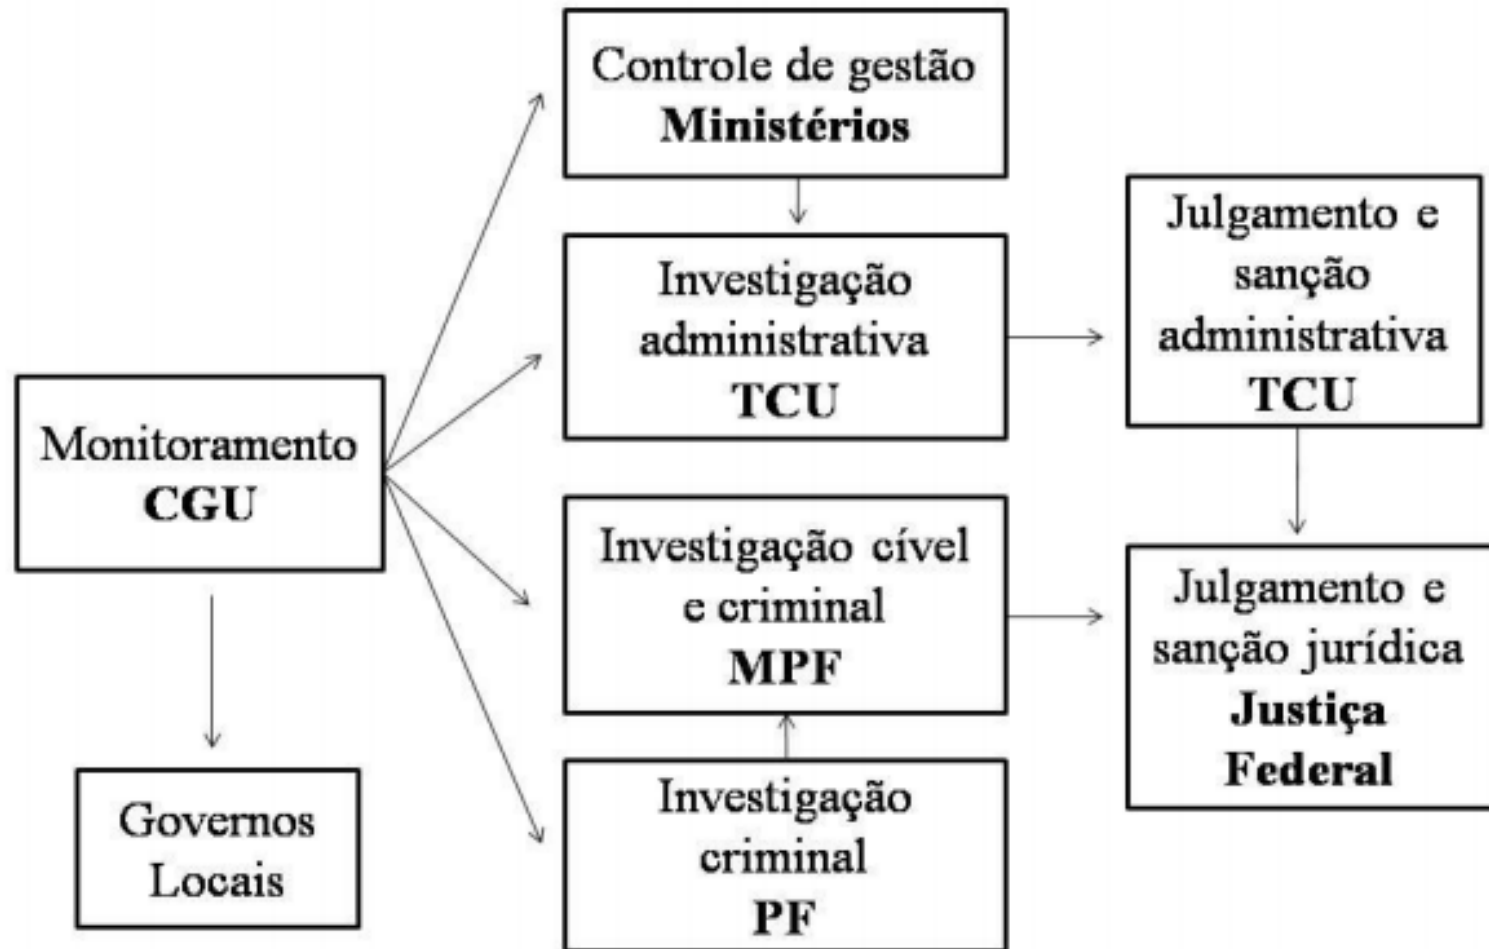 Controle de gestão
Ministérios
Investigação
administrativa
TCU
Julgamento e
sanção
administrativa
TCU
Monitoramento
CGU
Investigação cível
e criminal
MPF
Julgamento e
sanção jurídica
Justiça
Federal
Governos
Locais
Investigação
criminal
PF